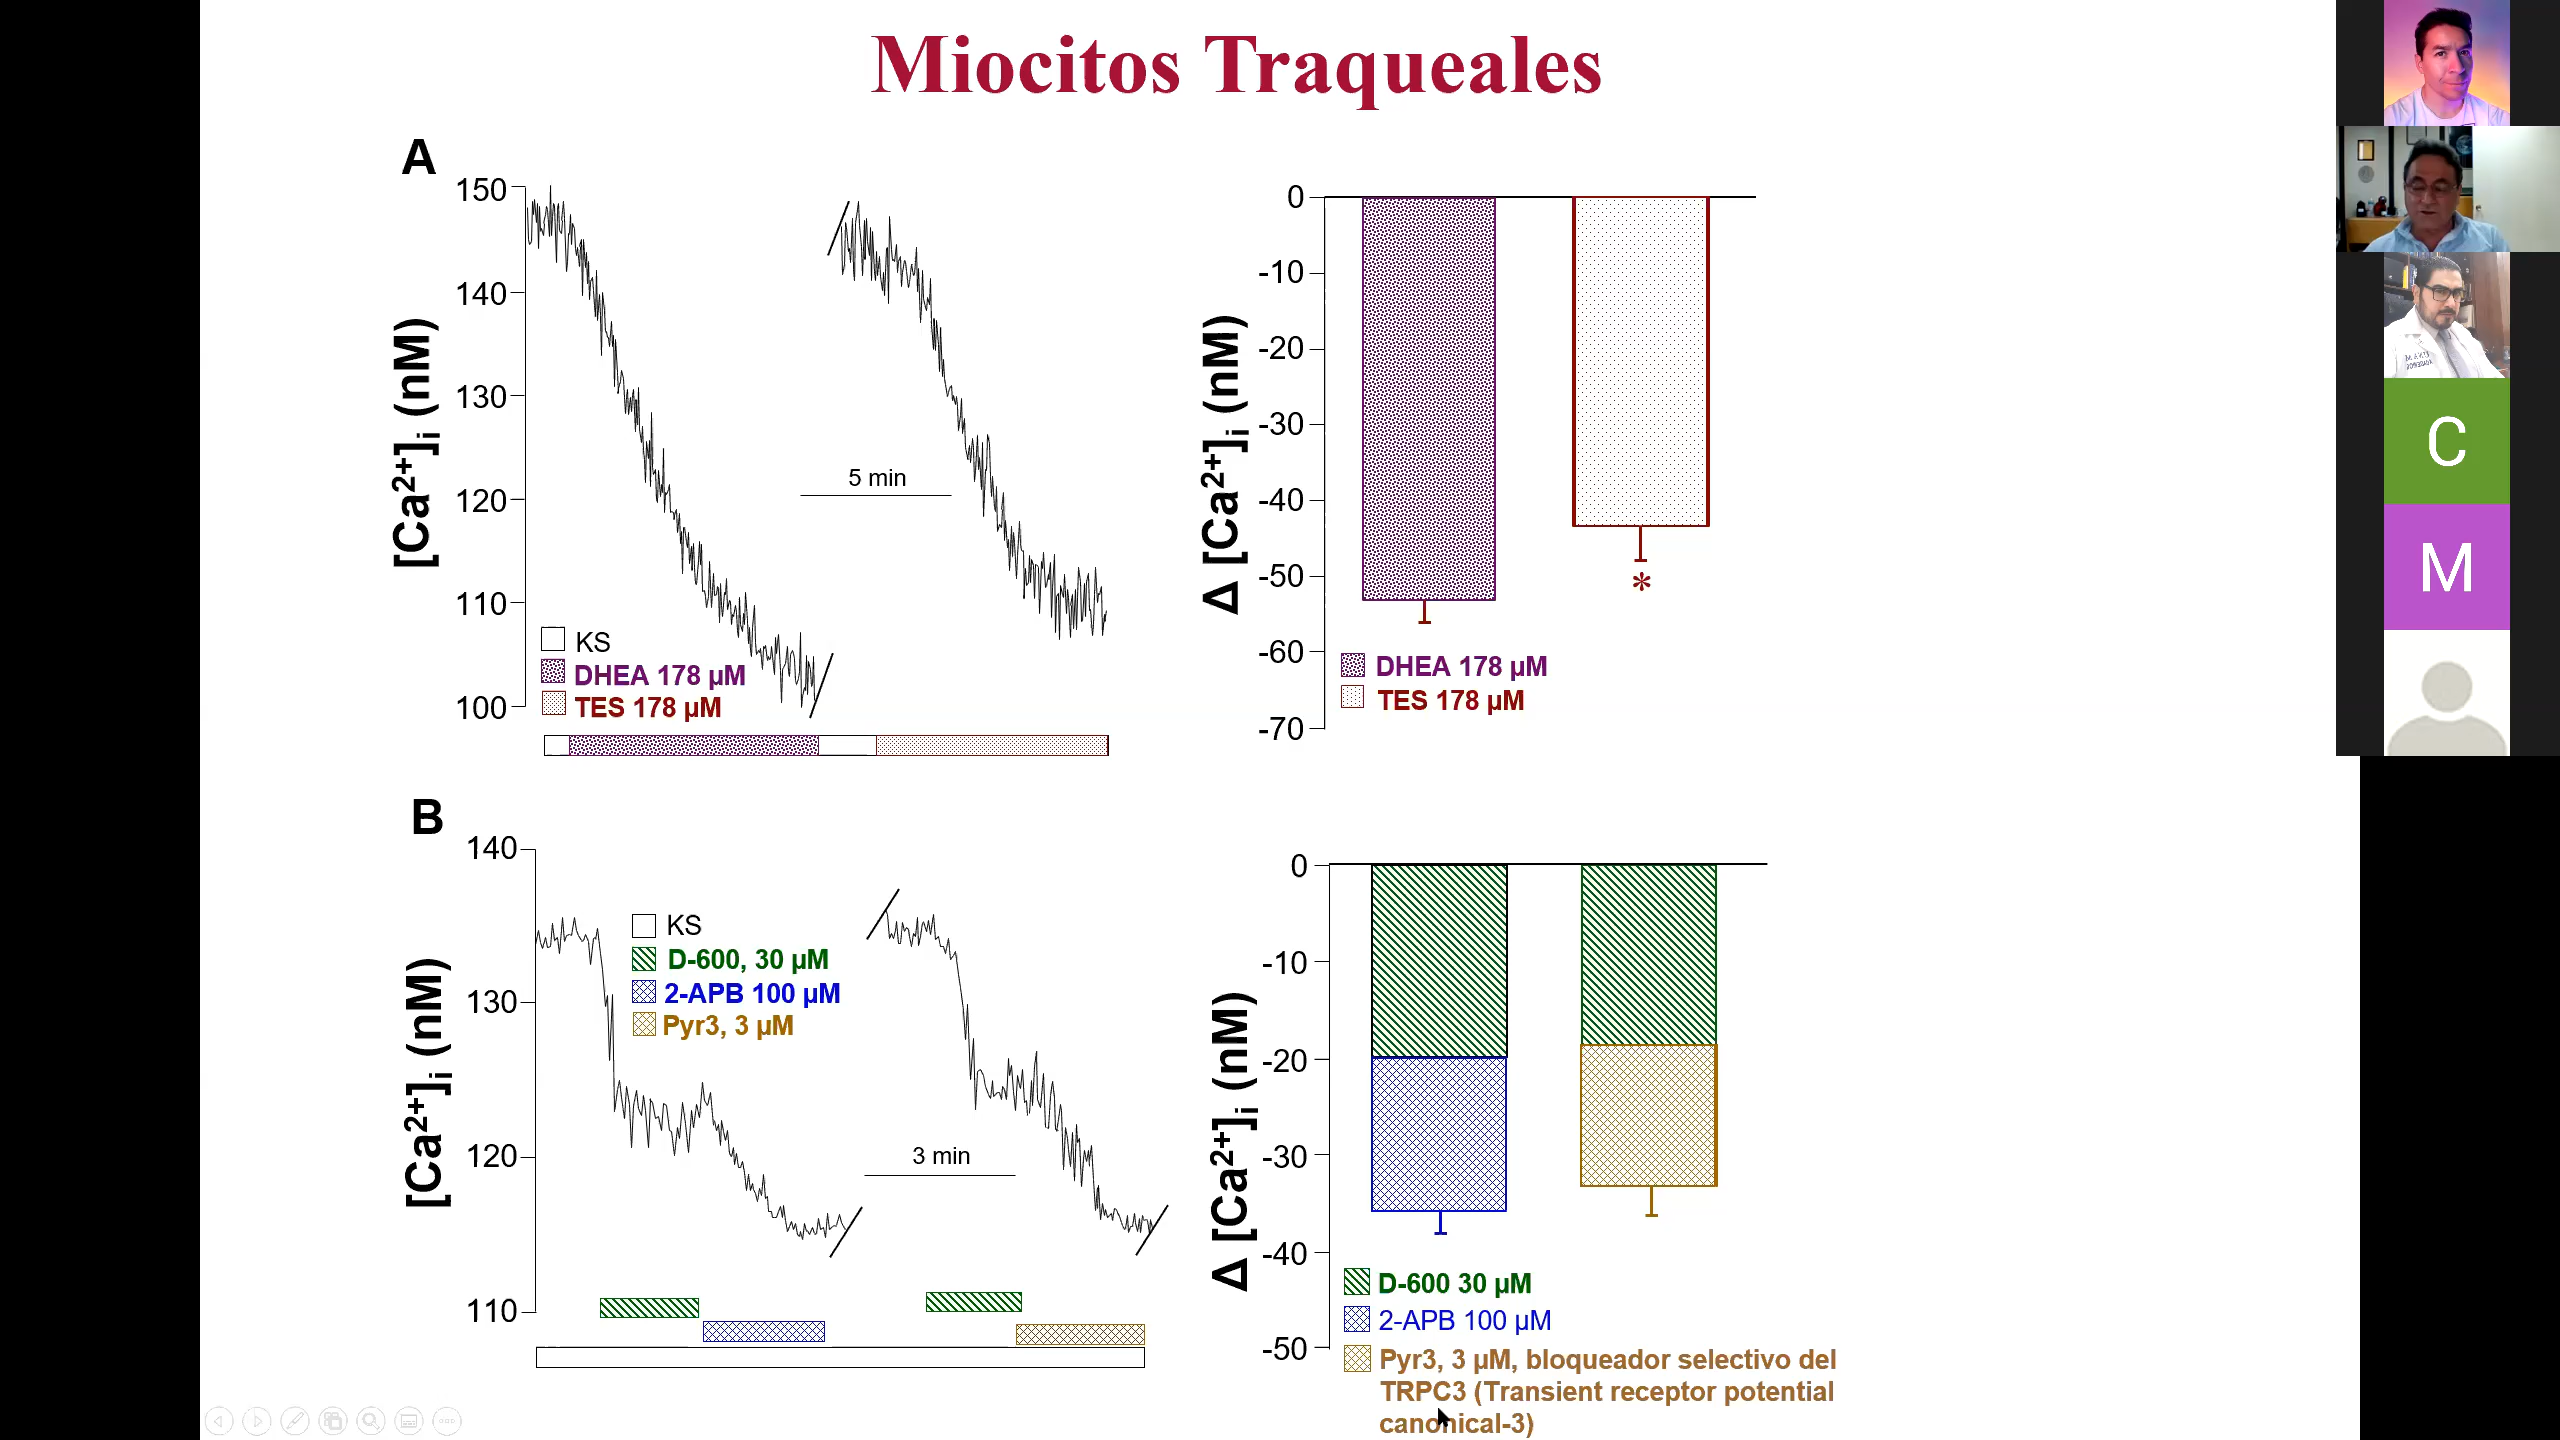 Miocitos Traqueales
A
150
140
130
120
110
100
[Ca²⁺]ᵢ (nM)
5 min
KS
DHEA 178 µM
TES 178 µM
0
-10
-20
-30
-40
-50
-60
-70
Δ [Ca²⁺]ᵢ (nM)
*
DHEA 178 µM
TES 178 µM
B
140
130
120
110
[Ca²⁺]ᵢ (nM)
KS
D-600, 30 µM
2-APB 100 µM
Pyr3, 3 µM
3 min
0
-10
-20
-30
-40
-50
Δ [Ca²⁺]ᵢ (nM)
D-600 30 µM
2-APB 100 µM
Pyr3, 3 µM, bloqueador selectivo del
TRPC3 (Transient receptor potential
canonical-3)
C
M